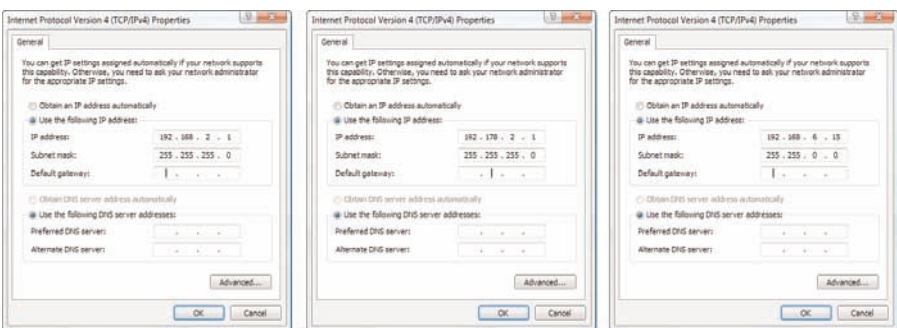 Internet Protocol Version 4 (TCP/IPv4) Properties
General
You can get IP settings assigned automatically if your network supports
this capability. Otherwise, you need to ask your network administrator
for the appropriate IP settings.
Obtain an IP address automatically
Use the following IP address:
IP address: 192 . 168 . 2 . 1
Subnet mask: 255 . 255 . 255 . 0
Default gateway: . . .
Obtain DNS server address automatically
Use the following DNS server addresses:
Preferred DNS server: . . .
Alternate DNS server: . . .
Advanced...
OK Cancel
Internet Protocol Version 4 (TCP/IPv4) Properties
General
You can get IP settings assigned automatically if your network supports
this capability. Otherwise, you need to ask your network administrator
for the appropriate IP settings.
Obtain an IP address automatically
Use the following IP address:
IP address: 192 . 178 . 2 . 1
Subnet mask: 255 . 255 . 255 . 0
Default gateway: . . .
Obtain DNS server address automatically
Use the following DNS server addresses:
Preferred DNS server: . . .
Alternate DNS server: . . .
Advanced...
OK Cancel
Internet Protocol Version 4 (TCP/IPv4) Properties
General
You can get IP settings assigned automatically if your network supports
this capability. Otherwise, you need to ask your network administrator
for the appropriate IP settings.
Obtain an IP address automatically
Use the following IP address:
IP address: 192 . 168 . 6 . 15
Subnet mask: 255 . 255 . 0 . 0
Default gateway: . . .
Obtain DNS server address automatically
Use the following DNS server addresses:
Preferred DNS server: . . .
Alternate DNS server: . . .
Advanced...
OK Cancel